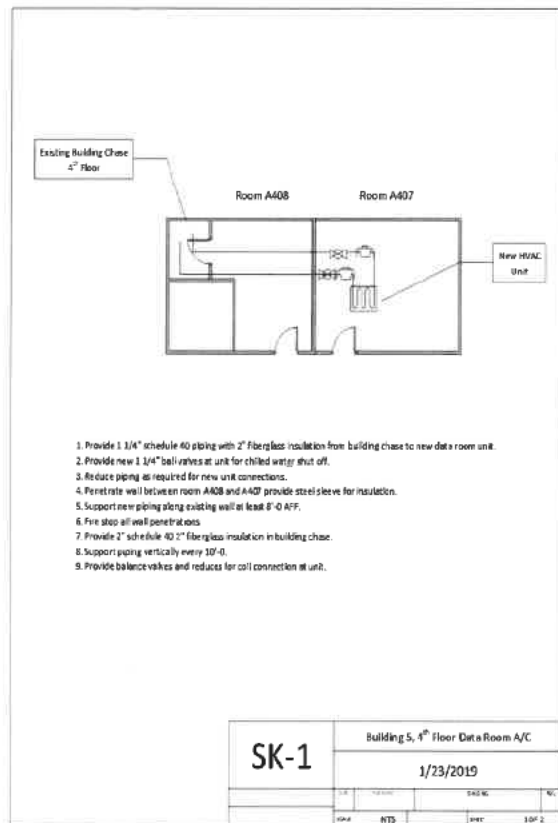 Existing Building Chase
4th Floor
Room A408
Room A407
New HVAC
Unit
1. Provide 1 1/4" schedule 40 piping with 2" fiberglass insulation from building chase to new data room unit.
2. Provide new 1 1/4" ball valves at unit for chilled water shut off.
3. Reduce piping as required for new unit connections.
4. Penetrate wall between room A408 and A407 provide steel sleeve for insulation.
5. Support new piping along existing wall at least 8'-0 AFF.
6. Fire stop all wall penetrations
7. Provide 2" schedule 40 2" fiberglass insulation in building chase.
8. Support piping vertically every 10'-0.
9. Provide balance valves and reduces for coil connection at unit.
SK-1
Building 5, 4th Floor Data Room A/C
1/23/2019
SCALE NTS SHEET 1 OF 2